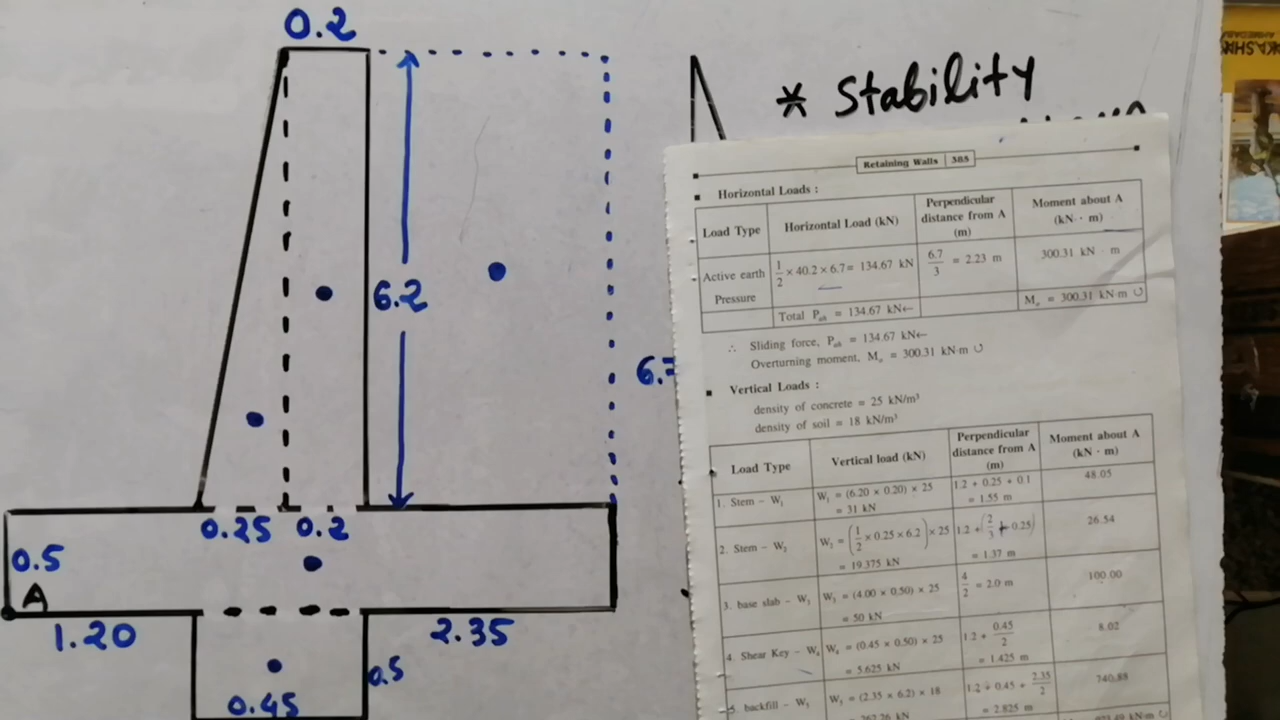 0.2
6.2
6.7
0.25 0.2
0.5
A
1.20
2.35
0.5
0.45
* Stability
Retaining Walls | 385
Horizontal Loads :
Load Type
Horizontal Load (kN)
Perpendicular distance from A (m)
Moment about A (kN · m)
Active earth Pressure
1/2 × 40.2 × 6.7 = 134.67 kN
6.7/3 = 2.23 m
300.31 kN · m
Total Pah = 134.67 kN←
Mo = 300.31 kN·m ↺
∴ Sliding force, Pah = 134.67 kN←
Overturning moment, Mo = 300.31 kN·m ↺
Vertical Loads :
density of concrete = 25 kN/m³
density of soil = 18 kN/m³
Load Type
Vertical load (kN)
Perpendicular distance from A (m)
Moment about A (kN · m)
1. Stem – W₁
W₁ = (6.20 × 0.20) × 25
= 31 kN
1.2 + 0.25 + 0.1
= 1.55 m
48.05
2. Stem – W₂
W₂ = (1/2 × 0.25 × 6.2) × 25
= 19.375 kN
1.2 + (2/3 × 0.25)
= 1.37 m
26.54
3. base slab – W₃
W₃ = (4.00 × 0.50) × 25
= 50 kN
4/2 = 2.0 m
100.00
4. Shear Key – W₄
W₄ = (0.45 × 0.50) × 25
= 5.625 kN
1.2 + 0.45/2
= 1.425 m
8.02
5. backfill – W₅
W₅ = (2.35 × 6.2) × 18
1.2 + 0.45 + 2.35/2
= 2.825 m
740.88